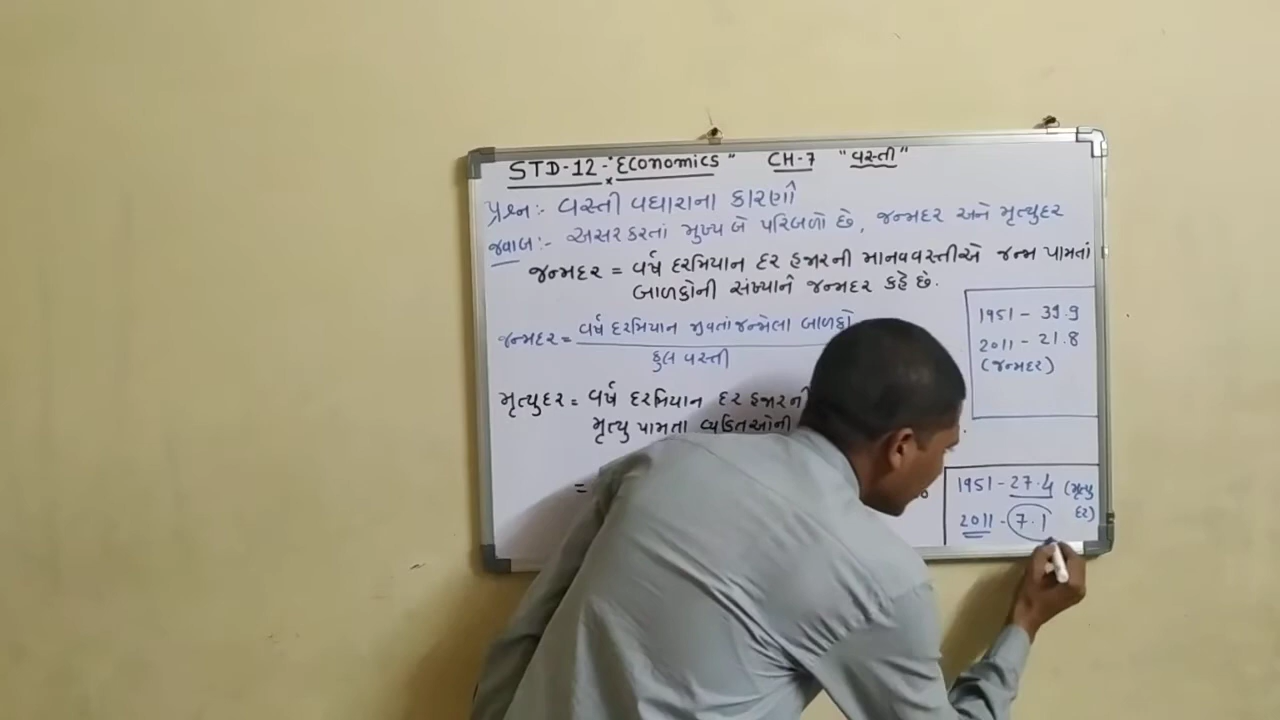 STD-12 - "Economics" CH-7 "વસ્તી"
પ્રશ્ન:- વસ્તી વધારાના કારણો
જવાબ:- અસર કરતાં મુખ્ય બે પરિબળો છે, જન્મદર અને મૃત્યુદર
જન્મદર = વર્ષ દરમિયાન દર હજારની માનવવસ્તીએ જન્મ પામતાં
બાળકોની સંખ્યાને જન્મદર કહે છે.
જન્મદર = વર્ષ દરમિયાન જીવતાં જન્મેલા બાળકો
કુલ વસ્તી
1951 - 39.9
2011 - 21.8
(જન્મદર)
મૃત્યુદર = વર્ષ દરમિયાન દર હજારની
મૃત્યુ પામતા વ્યક્તિઓની
=
1951 - 27.4 (મૃત્યુ
દર)
2011 - 7.1